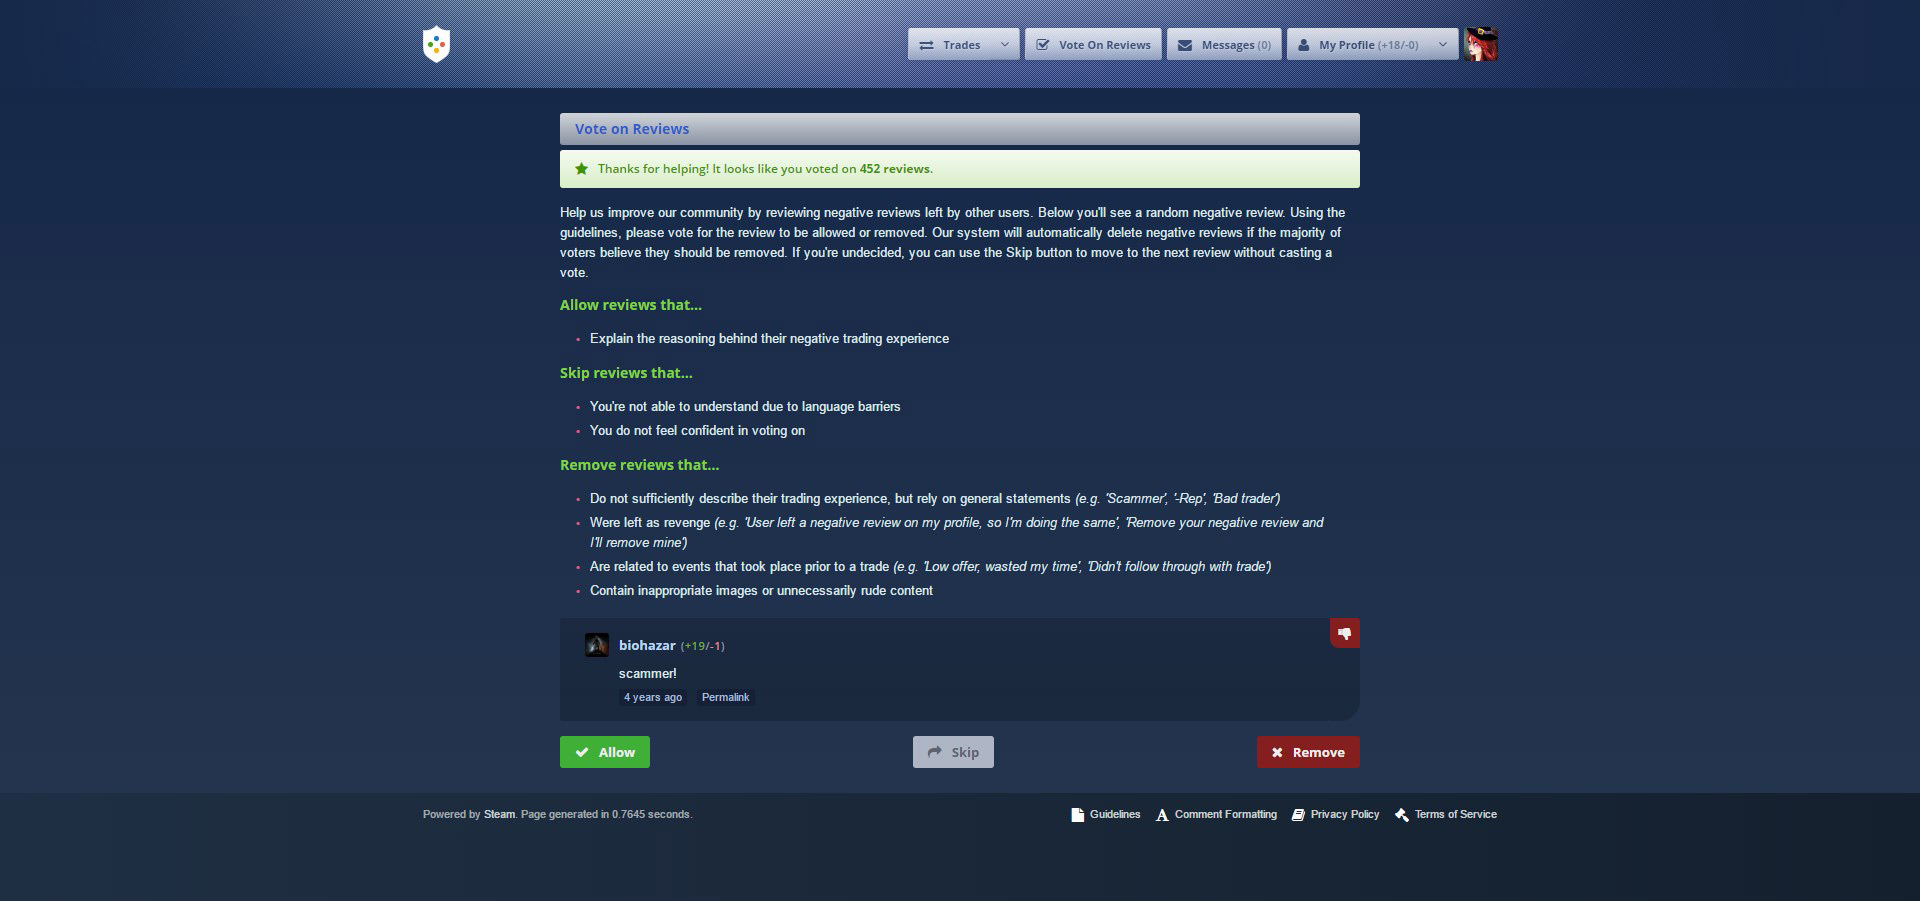 Trades
Vote On Reviews
Messages (0)
My Profile (+18/-0)
Vote on Reviews
Thanks for helping! It looks like you voted on 452 reviews.
Help us improve our community by reviewing negative reviews left by other users. Below you'll see a random negative review. Using the
guidelines, please vote for the review to be allowed or removed. Our system will automatically delete negative reviews if the majority of
voters believe they should be removed. If you're undecided, you can use the Skip button to move to the next review without casting a
vote.
Allow reviews that...
• Explain the reasoning behind their negative trading experience
Skip reviews that...
• You're not able to understand due to language barriers
• You do not feel confident in voting on
Remove reviews that...
• Do not sufficiently describe their trading experience, but rely on general statements (e.g. 'Scammer', '-Rep', 'Bad trader')
• Were left as revenge (e.g. 'User left a negative review on my profile, so I'm doing the same', 'Remove your negative review and
I'll remove mine')
• Are related to events that took place prior to a trade (e.g. 'Low offer, wasted my time', 'Didn't follow through with trade')
• Contain inappropriate images or unnecessarily rude content
biohazar (+19/-1)
scammer!
4 years ago Permalink
Allow
Skip
Remove
Powered by Steam. Page generated in 0.7645 seconds.
Guidelines
Comment Formatting
Privacy Policy
Terms of Service